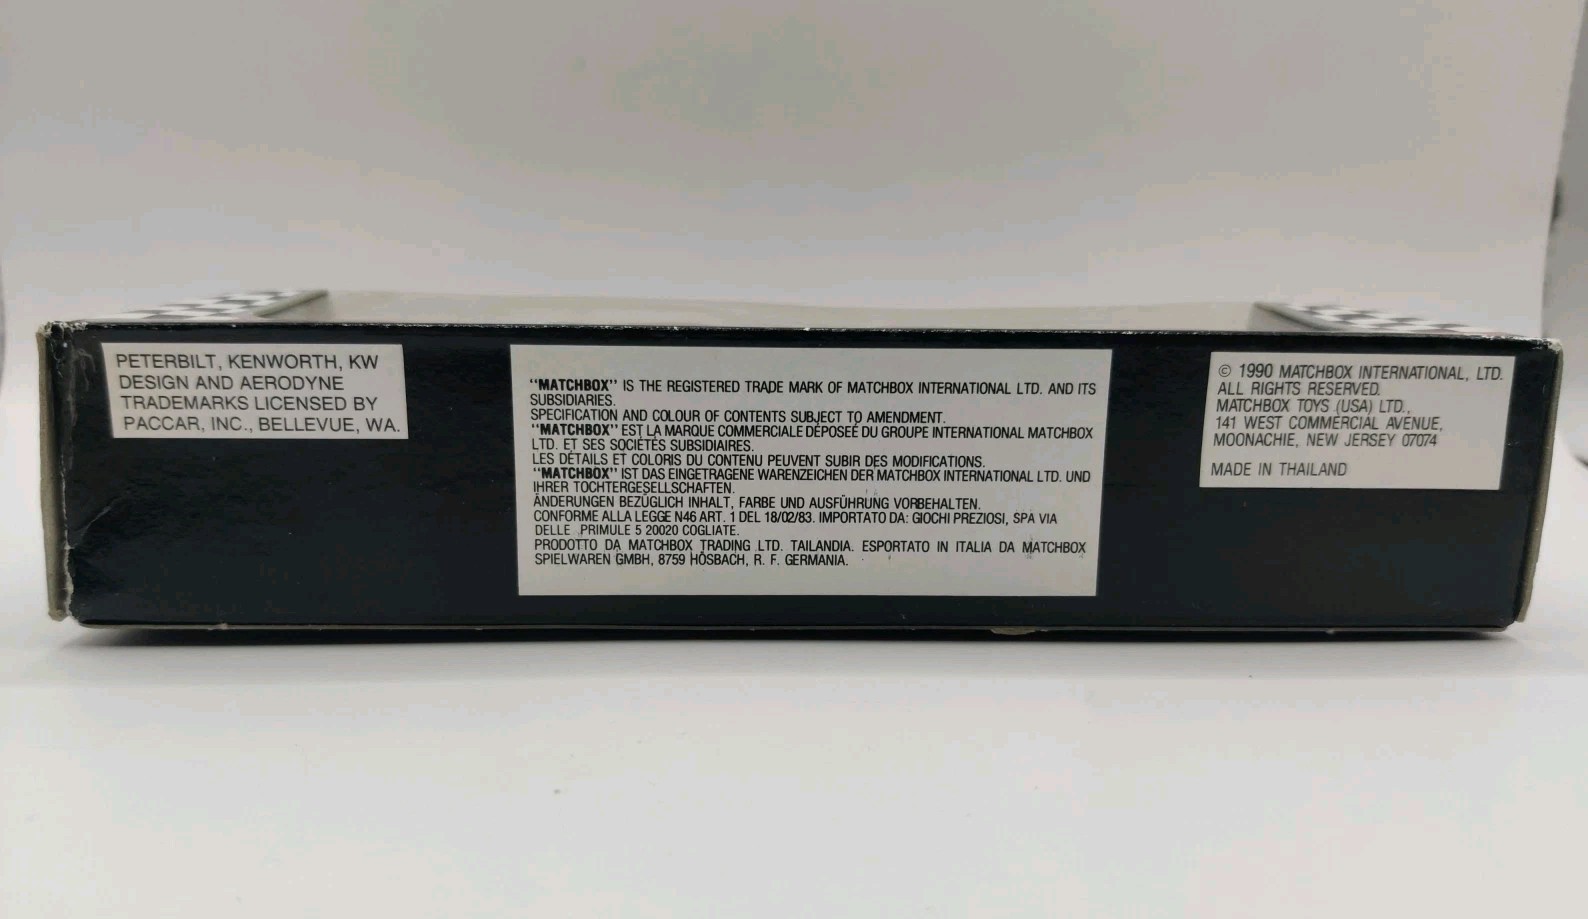 PETERBILT, KENWORTH, KW
DESIGN AND AERODYNE
TRADEMARKS LICENSED BY
PACCAR, INC., BELLEVUE, WA.
"MATCHBOX" IS THE REGISTERED TRADE MARK OF MATCHBOX INTERNATIONAL LTD. AND ITS
SUBSIDIARIES.
SPECIFICATION AND COLOUR OF CONTENTS SUBJECT TO AMENDMENT.
"MATCHBOX" EST LA MARQUE COMMERCIALE DÉPOSÉE DU GROUPE INTERNATIONAL MATCHBOX
LTD. ET SES SOCIÉTÉS SUBSIDIAIRES.
LES DÉTAILS ET COLORIS DU CONTENU PEUVENT SUBIR DES MODIFICATIONS.
"MATCHBOX" IST DAS EINGETRAGENE WARENZEICHEN DER MATCHBOX INTERNATIONAL LTD. UND
IHRER TOCHTERGESELLSCHAFTEN.
ÄNDERUNGEN BEZÜGLICH INHALT, FARBE UND AUSFÜHRUNG VORBEHALTEN.
CONFORME ALLA LEGGE N46 ART. 1 DEL 18/02/83. IMPORTATO DA: GIOCHI PREZIOSI, SPA VIA
DELLE PRIMULE 5 20020 COGLIATE.
PRODOTTO DA MATCHBOX TRADING LTD. TAILANDIA. ESPORTATO IN ITALIA DA MATCHBOX
SPIELWAREN GMBH, 8759 HÖSBACH, R. F. GERMANIA.
© 1990 MATCHBOX INTERNATIONAL, LTD.
ALL RIGHTS RESERVED.
MATCHBOX TOYS (USA) LTD.,
141 WEST COMMERCIAL AVENUE,
MOONACHIE, NEW JERSEY 07074
MADE IN THAILAND